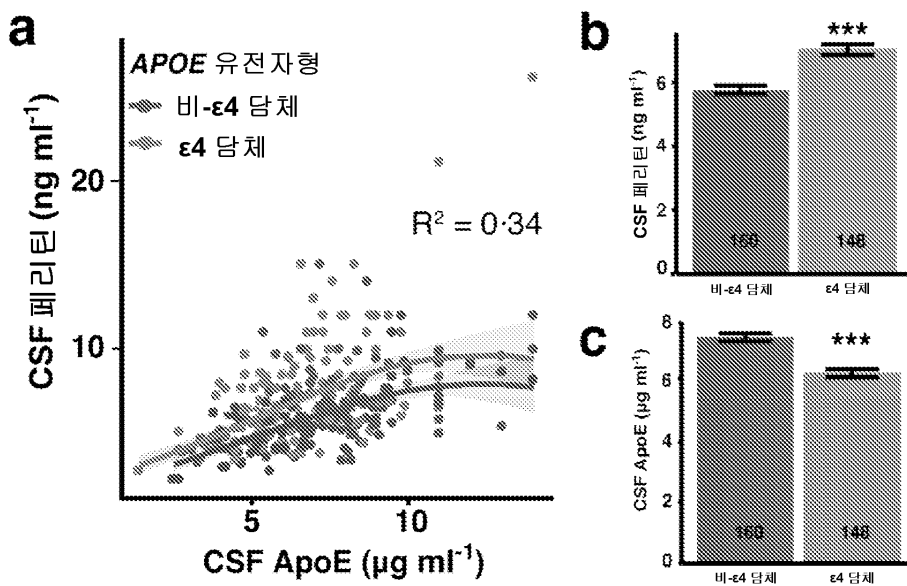 a
APOE 유전자형
비-ε4 담체
ε4 담체
CSF 페리틴 (ng ml⁻¹)
20
10
R² = 0·34
5
10
CSF ApoE (µg ml⁻¹)
b
***
CSF 페리틴 (ng ml⁻¹)
6
4
2
0
160
146
비-ε4 담체
ε4 담체
c
***
CSF ApoE (µg ml⁻¹)
8
6
4
2
0
160
146
비-ε4 담체
ε4 담체